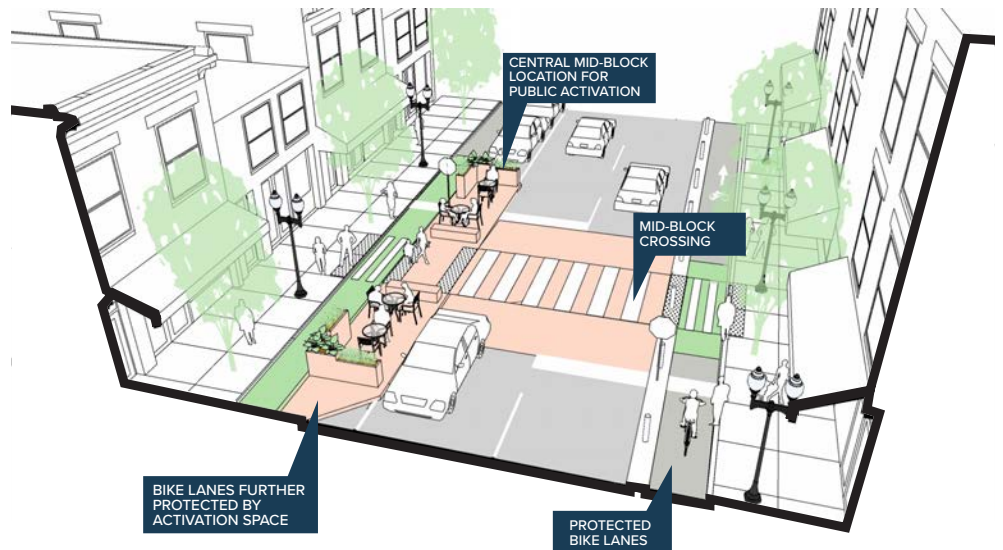 CENTRAL MID-BLOCK
LOCATION FOR
PUBLIC ACTIVATION
MID-BLOCK
CROSSING
BIKE LANES FURTHER
PROTECTED BY
ACTIVATION SPACE
PROTECTED
BIKE LANES